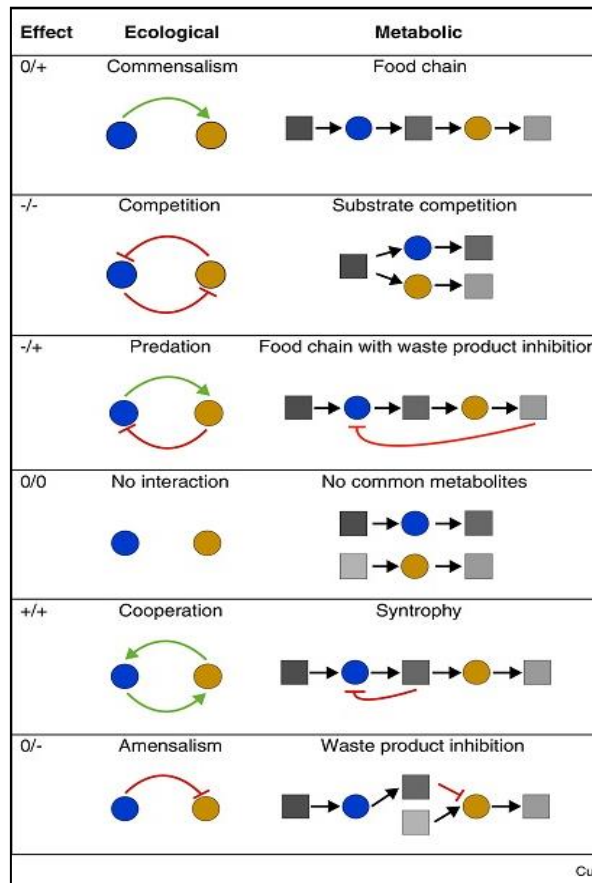 Effect Ecological Metabolic
0/+ Commensalism Food chain
-/- Competition Substrate competition
-/+ Predation Food chain with waste product inhibition
0/0 No interaction No common metabolites
+/+ Cooperation Syntrophy
0/- Amensalism Waste product inhibition
Cu